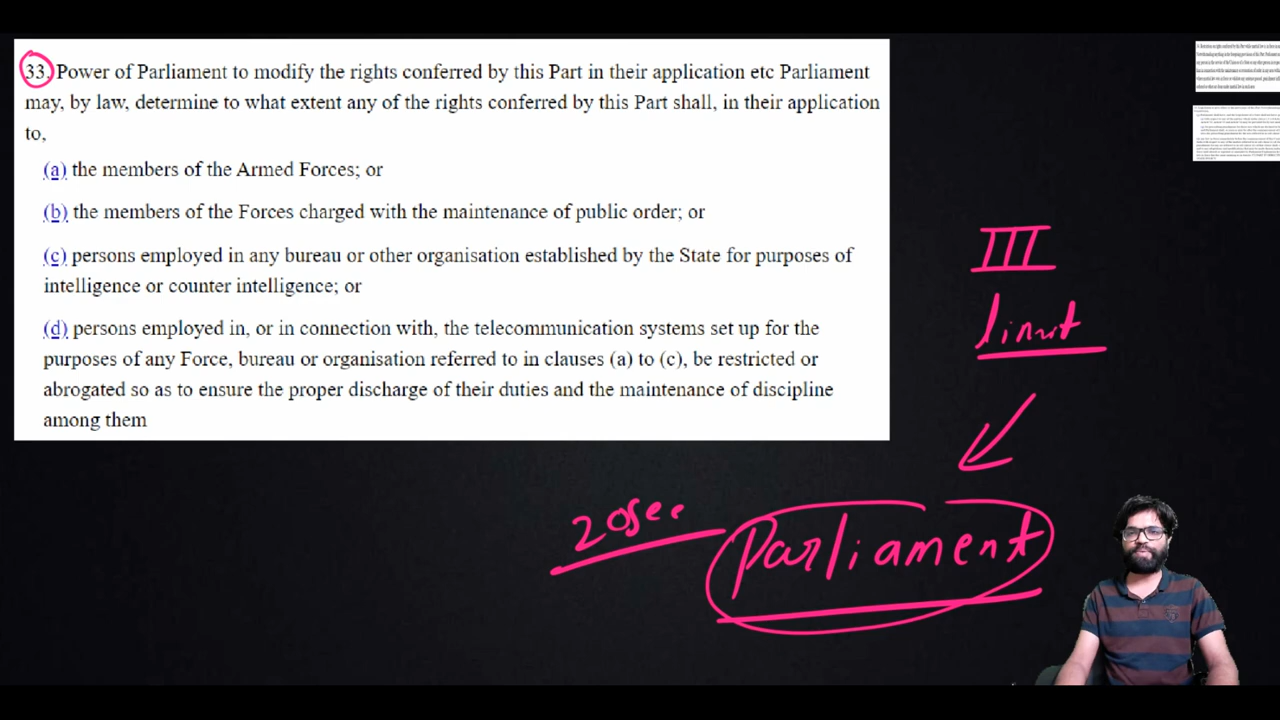 33. Power of Parliament to modify the rights conferred by this Part in their application etc Parliament
may, by law, determine to what extent any of the rights conferred by this Part shall, in their application
to,
(a) the members of the Armed Forces; or
(b) the members of the Forces charged with the maintenance of public order; or
(c) persons employed in any bureau or other organisation established by the State for purposes of
intelligence or counter intelligence; or
(d) persons employed in, or in connection with, the telecommunication systems set up for the
purposes of any Force, bureau or organisation referred to in clauses (a) to (c), be restricted or
abrogated so as to ensure the proper discharge of their duties and the maintenance of discipline
among them
III
limit
20sec
Parliament